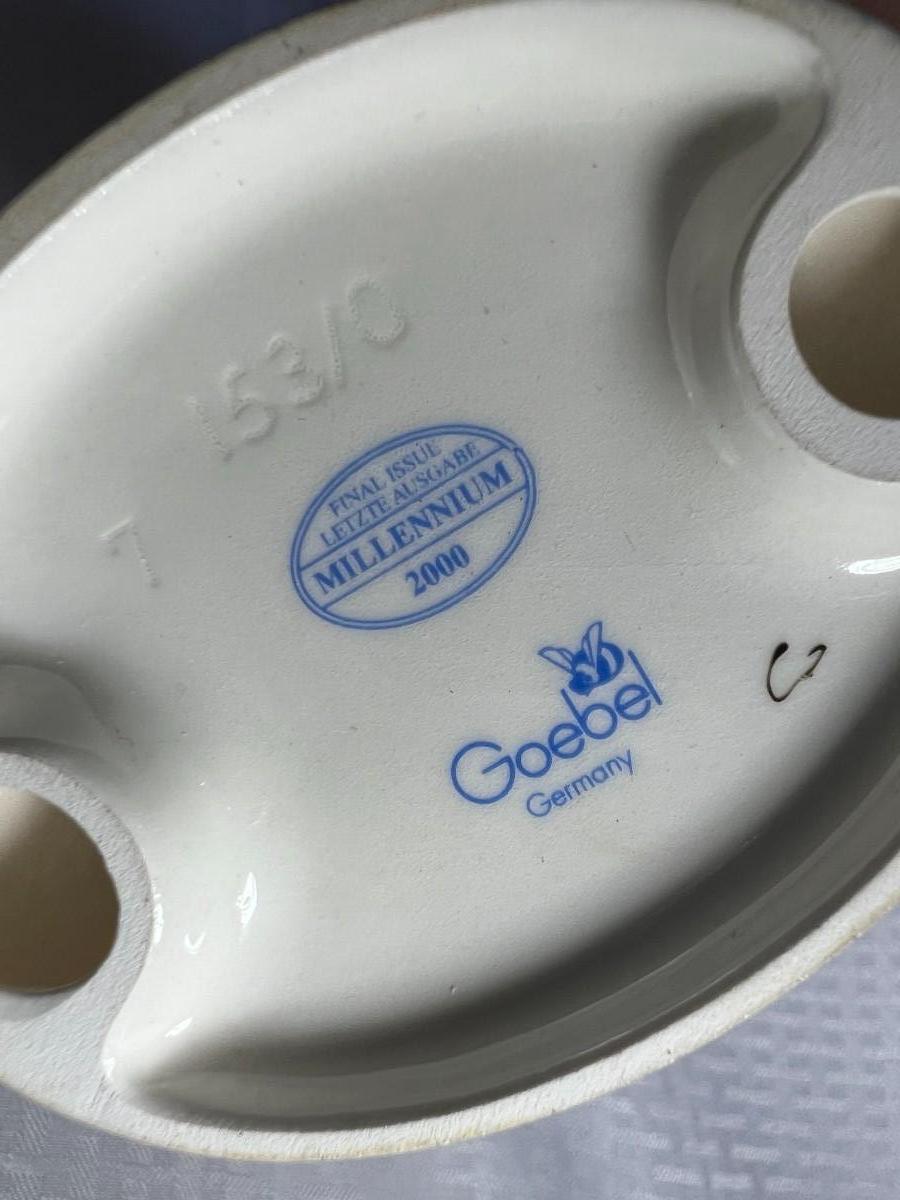 153/0
FINAL ISSUE
LETZTE AUSGABE
MILLENNIUM
2000
Goebel
Germany